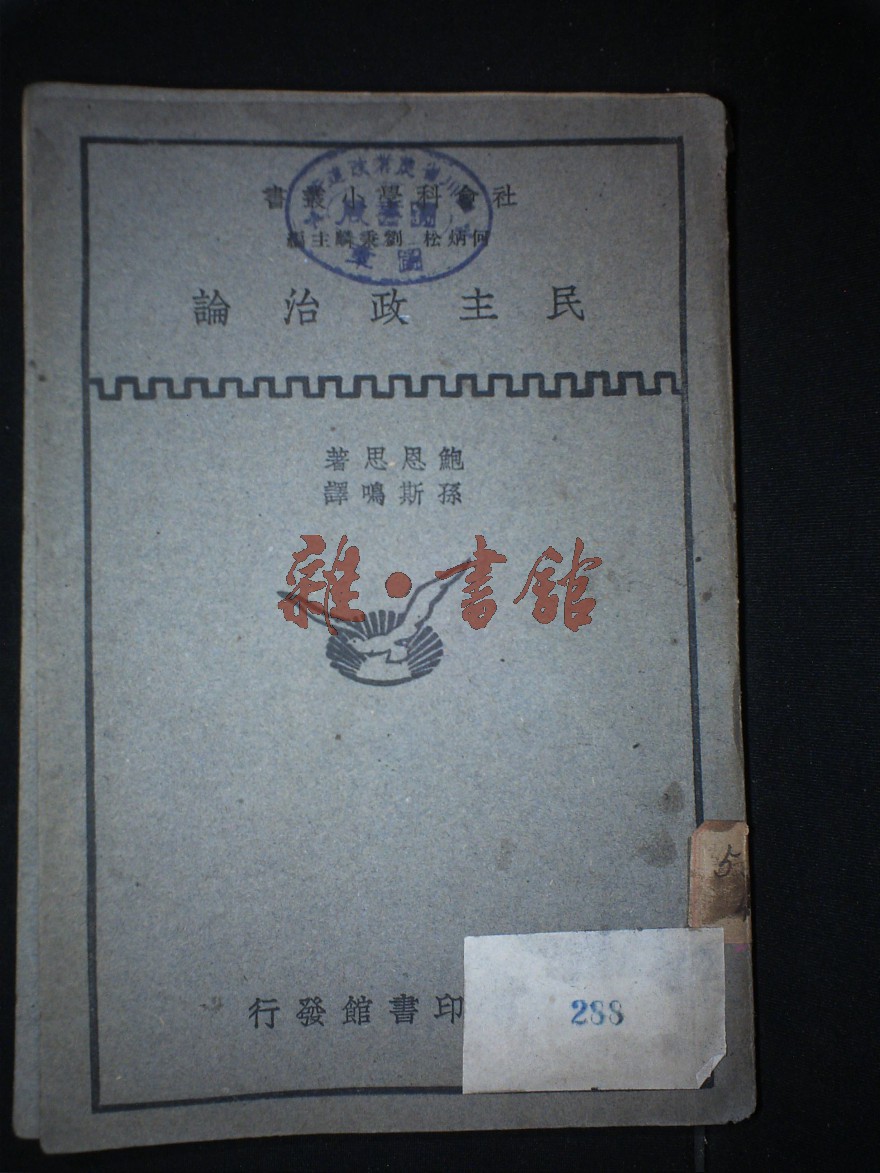 社會科學小叢書
何炳松 劉秉麟主編
民主政治論
鮑恩思著
孫斯鳴譯
雜·書館
5
印書館發行
288